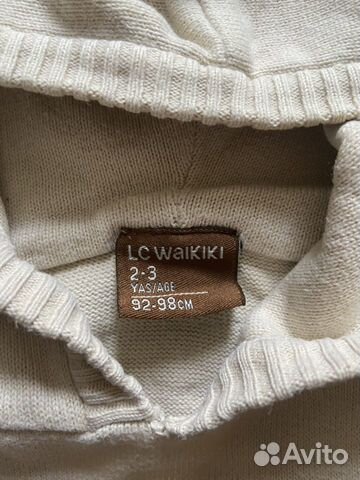 LC WAIKIKI
2-3
YAS/AGE
92-98CM
Avito